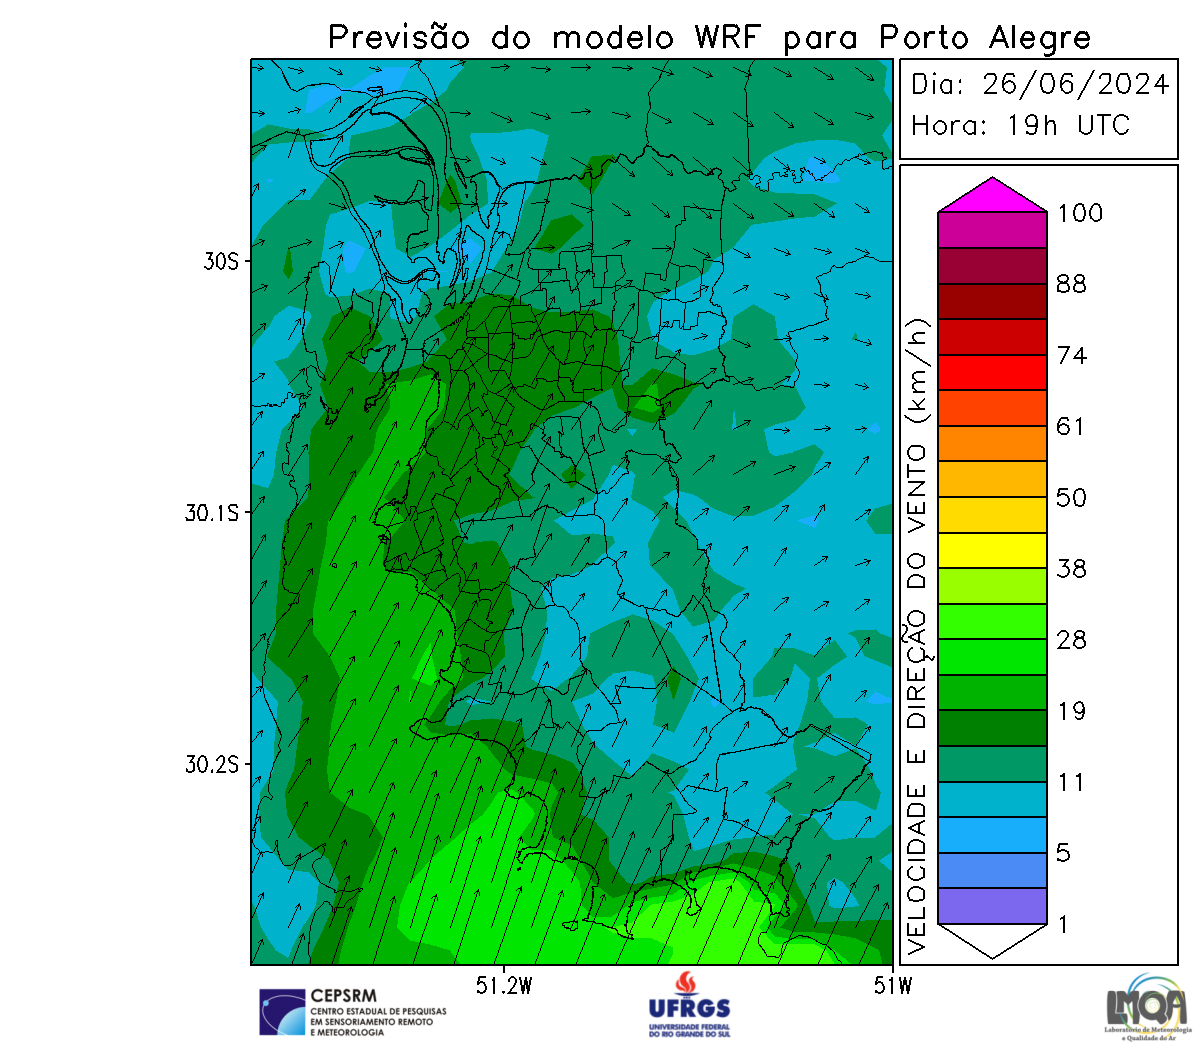 Previsão do modelo WRF para Porto Alegre
Dia: 26/06/2024
Hora: 19h UTC
100
88
74
61
50
38
28
19
11
5
1
VELOCIDADE E DIREÇÃO DO VENTO (km/h)
30S
30.1S
30.2S
51.2W
51W
CEPSRM
CENTRO ESTADUAL DE PESQUISAS
EM SENSORIAMENTO REMOTO
E METEOROLOGIA
UFRGS
UNIVERSIDADE FEDERAL
DO RIO GRANDE DO SUL
LMQA
Laboratório de Meteorologia
e Qualidade do Ar